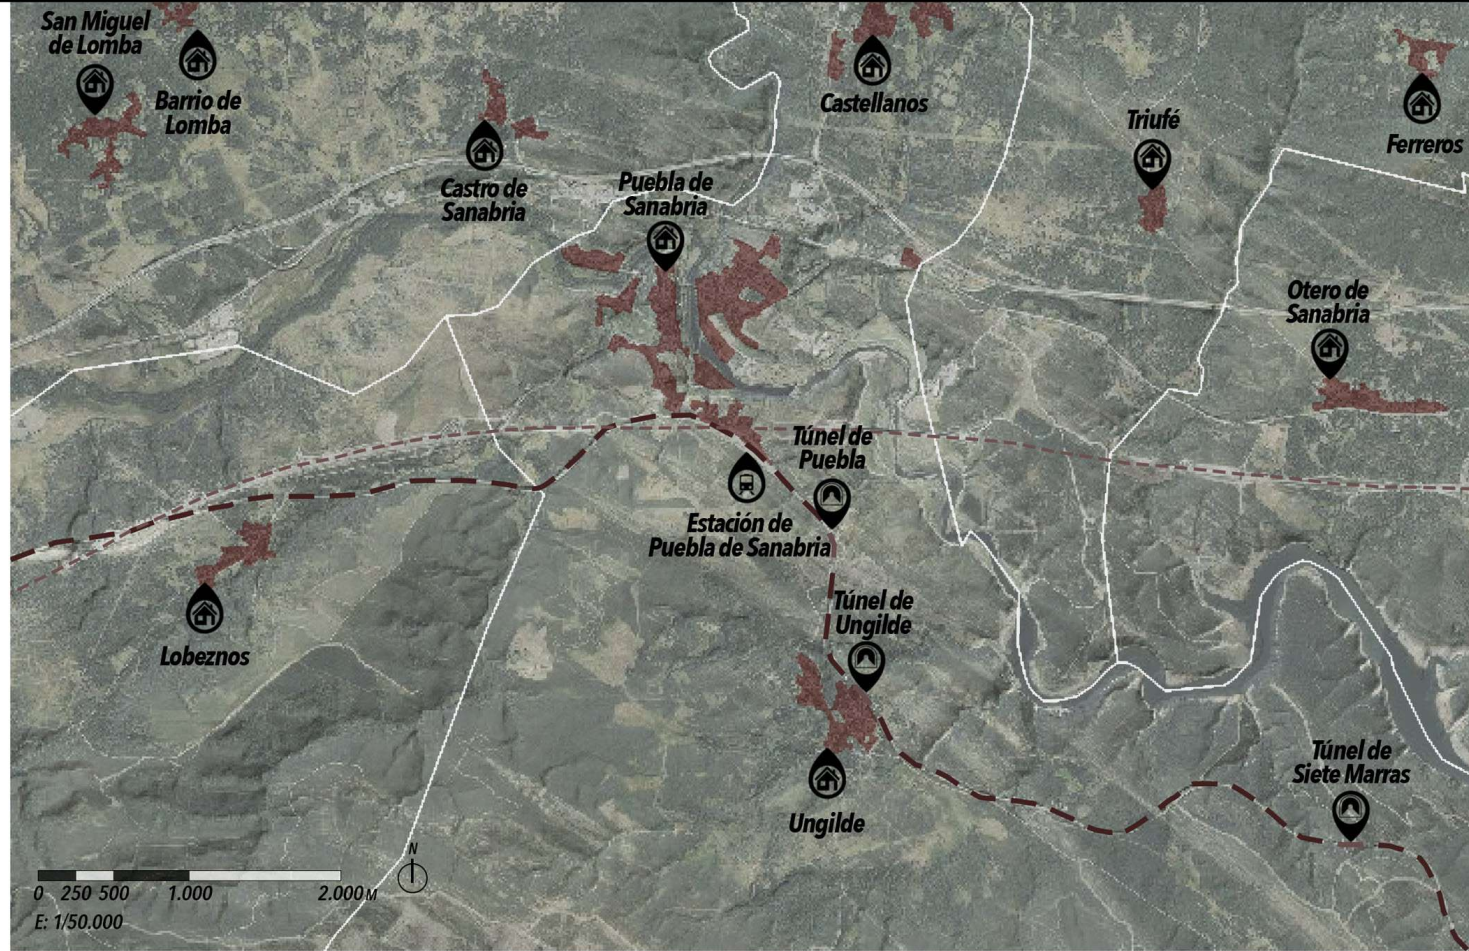 San Miguel
de Lomba
Barrio de
Lomba
Castellanos
Triufé
Ferreros
Castro de
Sanabria
Puebla de
Sanabria
Otero de
Sanabria
Túnel de
Puebla
Estación de
Puebla de Sanabria
Túnel de
Ungilde
Lobeznos
Túnel de
Siete Marras
Ungilde
N
0 250 500 1.000 2.000 M
E: 1/50.000